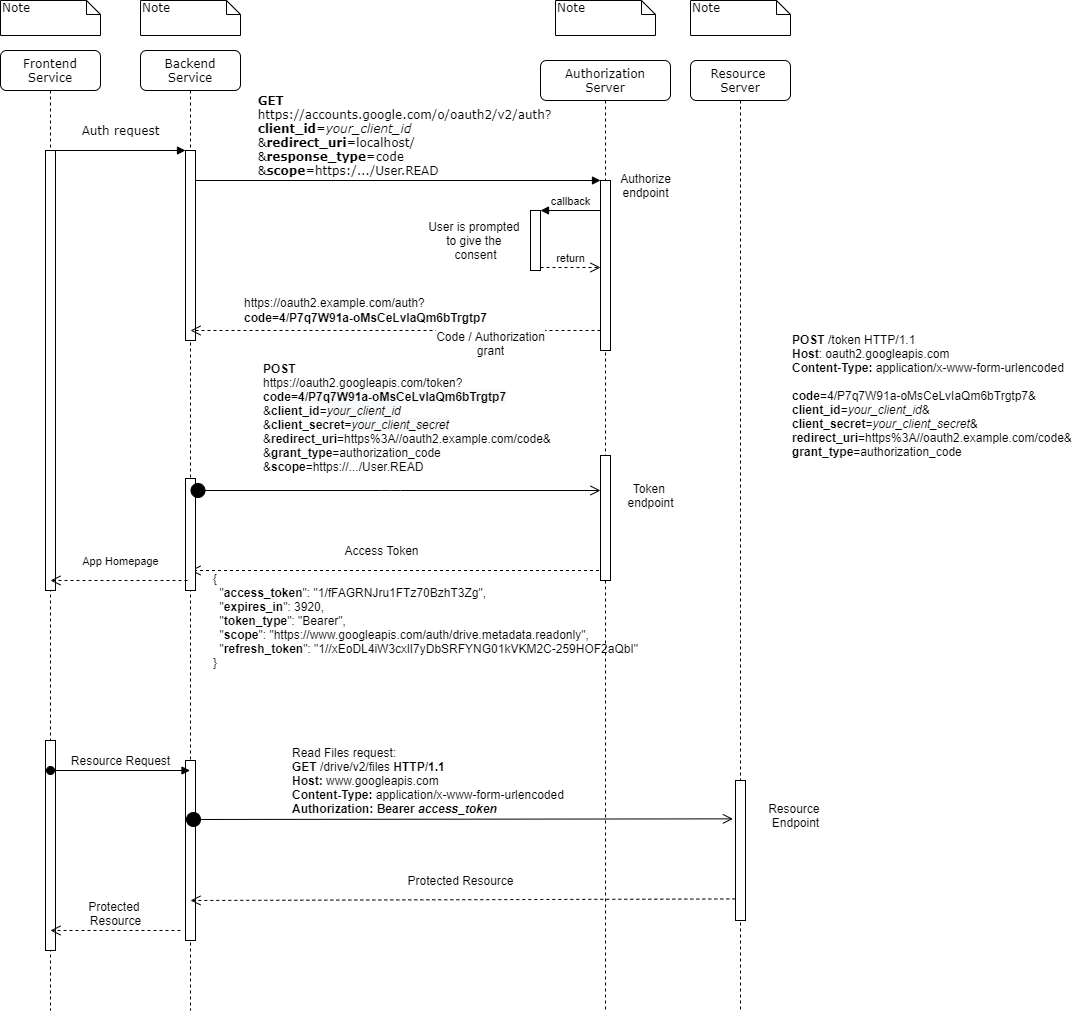 Note
Note
Note
Note
Frontend
Service
Backend
Service
Authorization
Server
Resource
Server
Auth request
GET
https://accounts.google.com/o/oauth2/v2/auth?
client_id=your_client_id
&redirect_uri=localhost/
&response_type=code
&scope=https:/.../User.READ
Authorize
endpoint
callback
User is prompted
to give the
consent
return
https://oauth2.example.com/auth?
code=4/P7q7W91a-oMsCeLvIaQm6bTrgtp7
Code / Authorization
grant
POST /token HTTP/1.1
Host: oauth2.googleapis.com
Content-Type: application/x-www-form-urlencoded
code=4/P7q7W91a-oMsCeLvIaQm6bTrgtp7&
client_id=your_client_id&
client_secret=your_client_secret&
redirect_uri=https%3A//oauth2.example.com/code&
grant_type=authorization_code
POST
https://oauth2.googleapis.com/token?
code=4/P7q7W91a-oMsCeLvIaQm6bTrgtp7
&client_id=your_client_id
&client_secret=your_client_secret
&redirect_uri=https%3A//oauth2.example.com/code&
&grant_type=authorization_code
&scope=https://.../User.READ
Token
endpoint
Access Token
App Homepage
{
"access_token": "1/fFAGRNJru1FTz70BzhT3Zg",
"expires_in": 3920,
"token_type": "Bearer",
"scope": "https://www.googleapis.com/auth/drive.metadata.readonly",
"refresh_token": "1//xEoDL4iW3cxlI7yDbSRFYNG01kVKM2C-259HOF2aQbI"
}
Resource Request
Read Files request:
GET /drive/v2/files HTTP/1.1
Host: www.googleapis.com
Content-Type: application/x-www-form-urlencoded
Authorization: Bearer access_token
Resource
Endpoint
Protected Resource
Protected
Resource